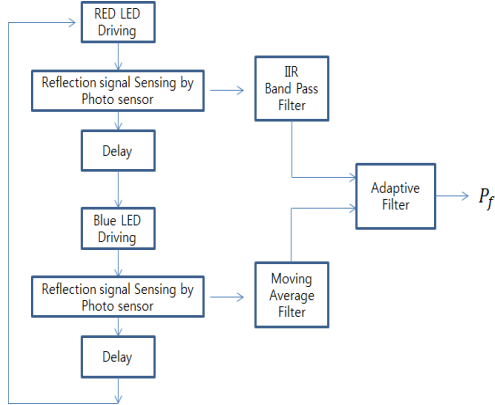 RED LED
Driving
Reflection signal Sensing by
Photo sensor
IIR
Band Pass
Filter
Delay
Adaptive
Filter
P_f
Blue LED
Driving
Reflection signal Sensing by
Photo sensor
Moving
Average
Filter
Delay